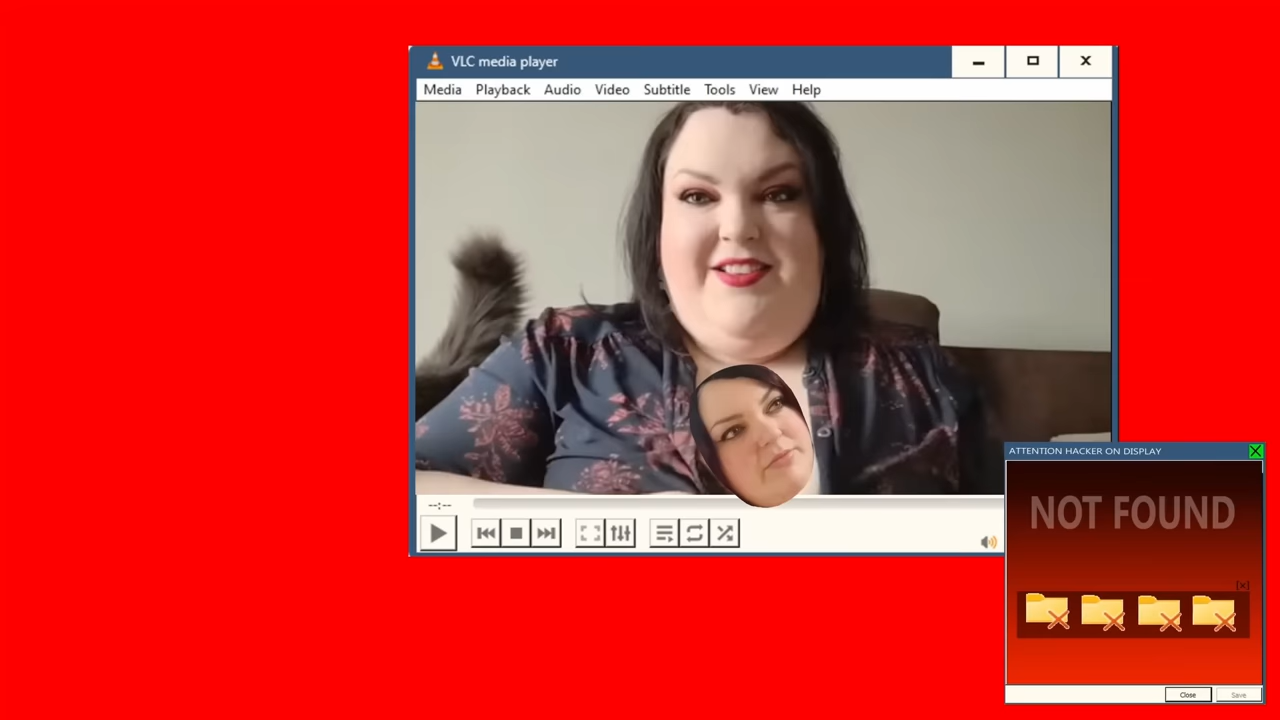 VLC media player
Media Playback Audio Video Subtitle Tools View Help
--:--
ATTENTION HACKER ON DISPLAY
NOT FOUND
[×]
Close Save